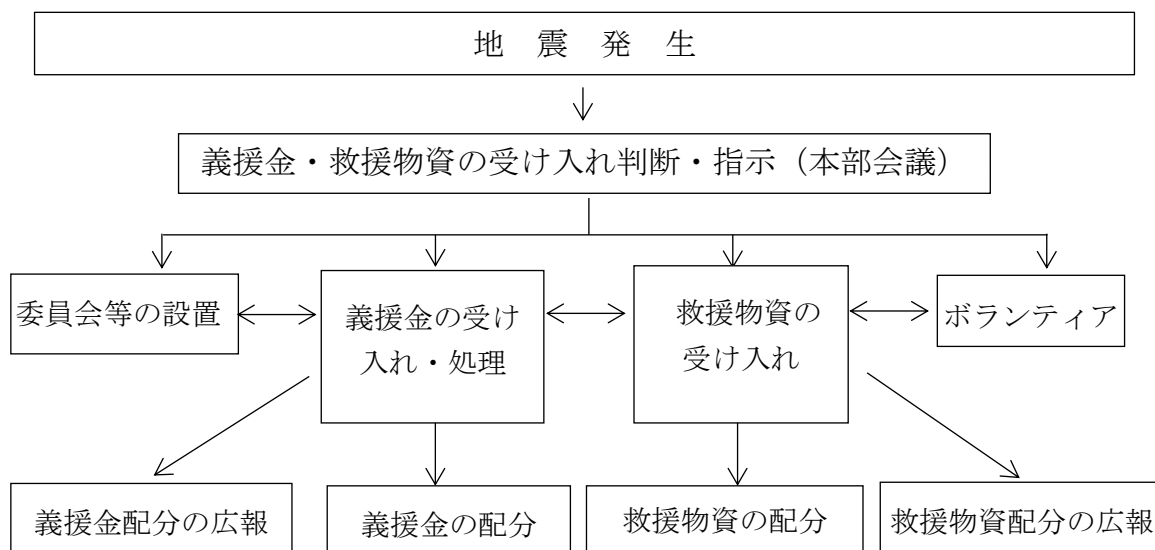 地　震　発　生
義援金・救援物資の受け入れ判断・指示（本部会議）
委員会等の設置
義援金の受け
入れ・処理
救援物資の
受け入れ
ボランティア
義援金配分の広報
義援金の配分
救援物資の配分
救援物資配分の広報